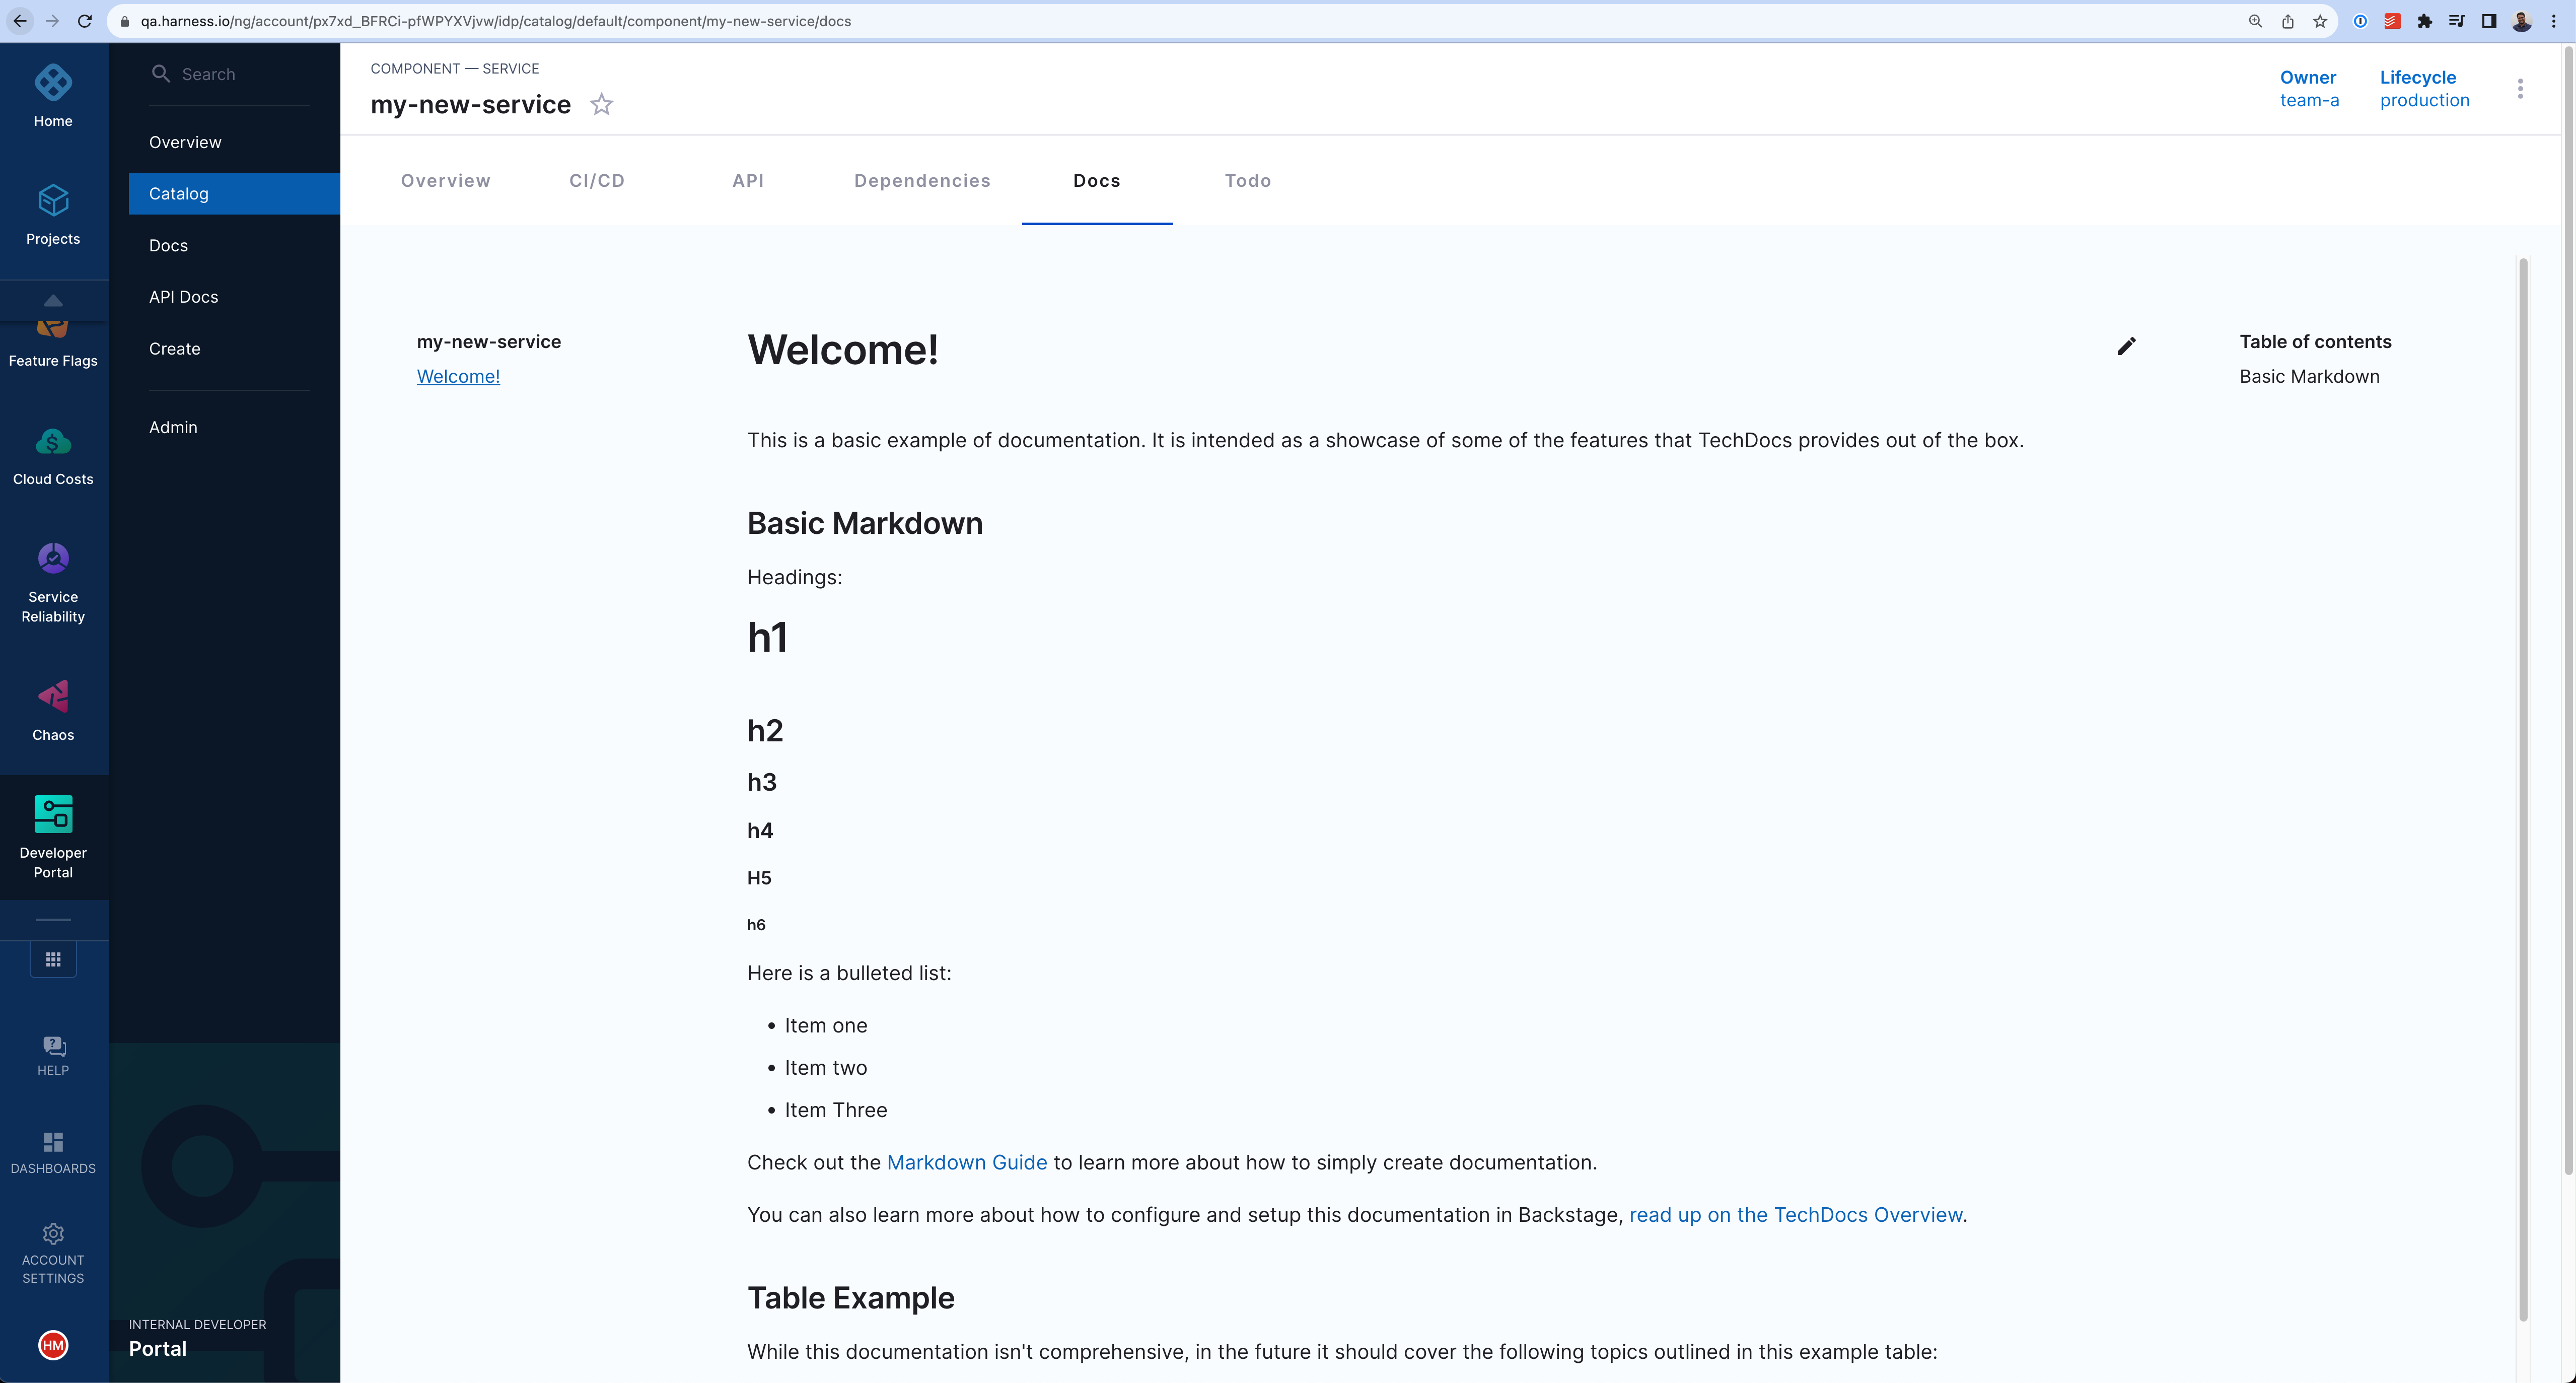 qa.harness.io/ng/account/px7xd_BFRCi-pfWPYXVjvw/idp/catalog/default/component/my-new-service/docs
Home
Projects
Feature Flags
Cloud Costs
Service
Reliability
Chaos
Developer
Portal
HELP
DASHBOARDS
ACCOUNT
SETTINGS
HM
Search
Overview
Catalog
Docs
API Docs
Create
Admin
INTERNAL DEVELOPER
Portal
COMPONENT — SERVICE
my-new-service
Owner
team-a
Lifecycle
production
Overview
CI/CD
API
Dependencies
Docs
Todo
my-new-service
Welcome!
Welcome!
This is a basic example of documentation. It is intended as a showcase of some of the features that TechDocs provides out of the box.
Basic Markdown
Headings:
h1
h2
h3
h4
H5
h6
Here is a bulleted list:
• Item one
• Item two
• Item Three
Check out the Markdown Guide to learn more about how to simply create documentation.
You can also learn more about how to configure and setup this documentation in Backstage, read up on the TechDocs Overview.
Table Example
While this documentation isn't comprehensive, in the future it should cover the following topics outlined in this example table:
Table of contents
Basic Markdown